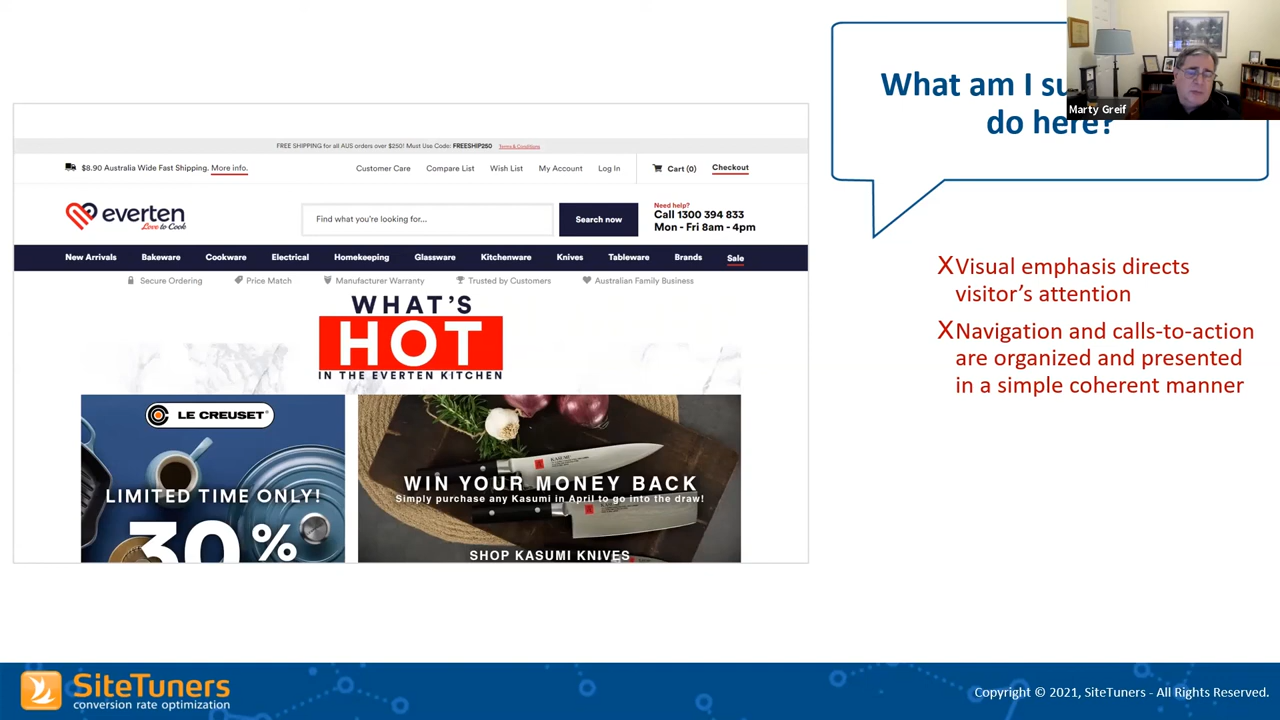 What am I su
do here?
Marty Greif
FREE SHIPPING for all AUS orders over $250! Must Use Code: FREESHIP250 Terms & Conditions
$8.90 Australia Wide Fast Shipping. More info.
Customer Care Compare List Wish List My Account Log In Cart (0) Checkout
everten
Love to Cook
Find what you're looking for...
Search now
Need help?
Call 1300 394 833
Mon - Fri 8am - 4pm
New Arrivals Bakeware Cookware Electrical Homekeeping Glassware Kitchenware Knives Tableware Brands Sale
Secure Ordering Price Match Manufacturer Warranty Trusted by Customers Australian Family Business
WHAT'S
HOT
IN THE EVERTEN KITCHEN
LE CREUSET
LIMITED TIME ONLY!
30%
WIN YOUR MONEY BACK
Simply purchase any Kasumi in April to go into the draw!
SHOP KASUMI KNIVES
X Visual emphasis directs
visitor's attention
X Navigation and calls-to-action
are organized and presented
in a simple coherent manner
SiteTuners
conversion rate optimization
Copyright © 2021, SiteTuners - All Rights Reserved.